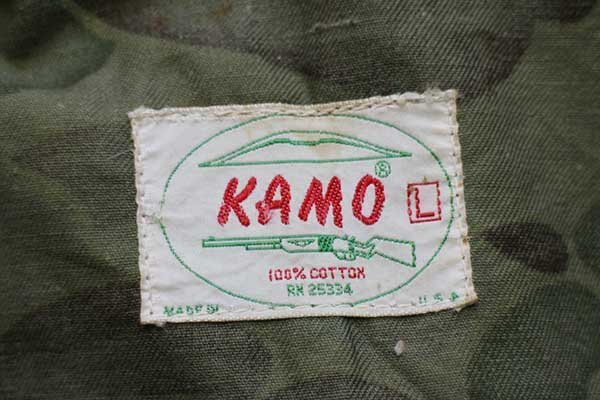 KAMO®
L
100% COTTON
RN 25334
MADE IN U.S.A